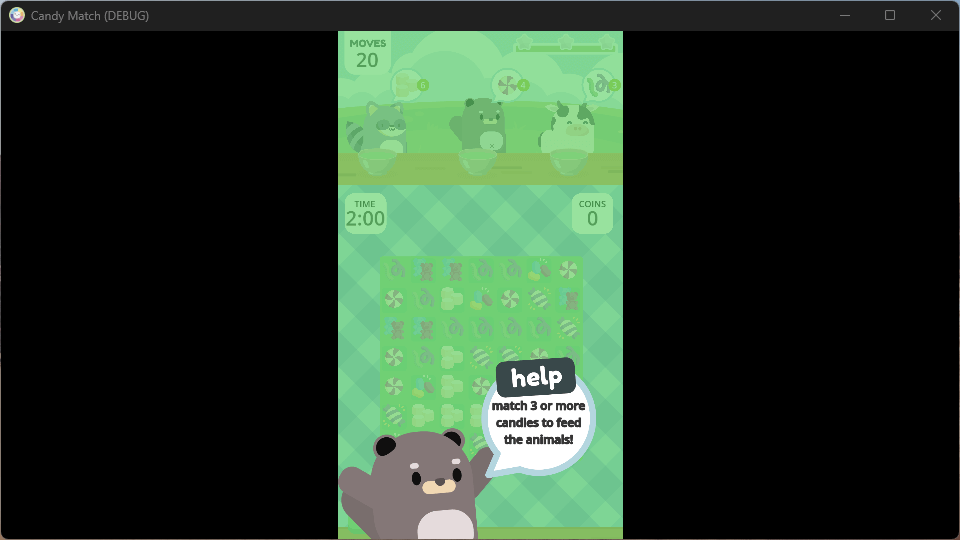 Candy Match (DEBUG)
MOVES
20
6
4
3
TIME
2:00
COINS
0
help
match 3 or more
candies to feed
the animals!